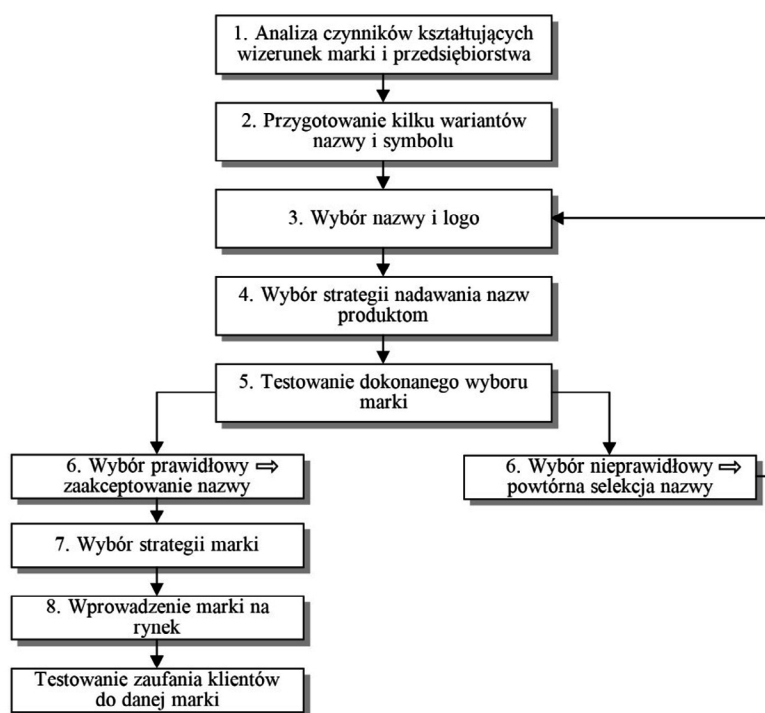 1. Analiza czynników kształtujących
wizerunek marki i przedsiębiorstwa
2. Przygotowanie kilku wariantów
nazwy i symbolu
3. Wybór nazwy i logo
4. Wybór strategii nadawania nazw
produktom
5. Testowanie dokonanego wyboru
marki
6. Wybór prawidłowy ⇨
zaakceptowanie nazwy
6. Wybór nieprawidłowy ⇨
powtórna selekcja nazwy
7. Wybór strategii marki
8. Wprowadzenie marki na
rynek
Testowanie zaufania klientów
do danej marki